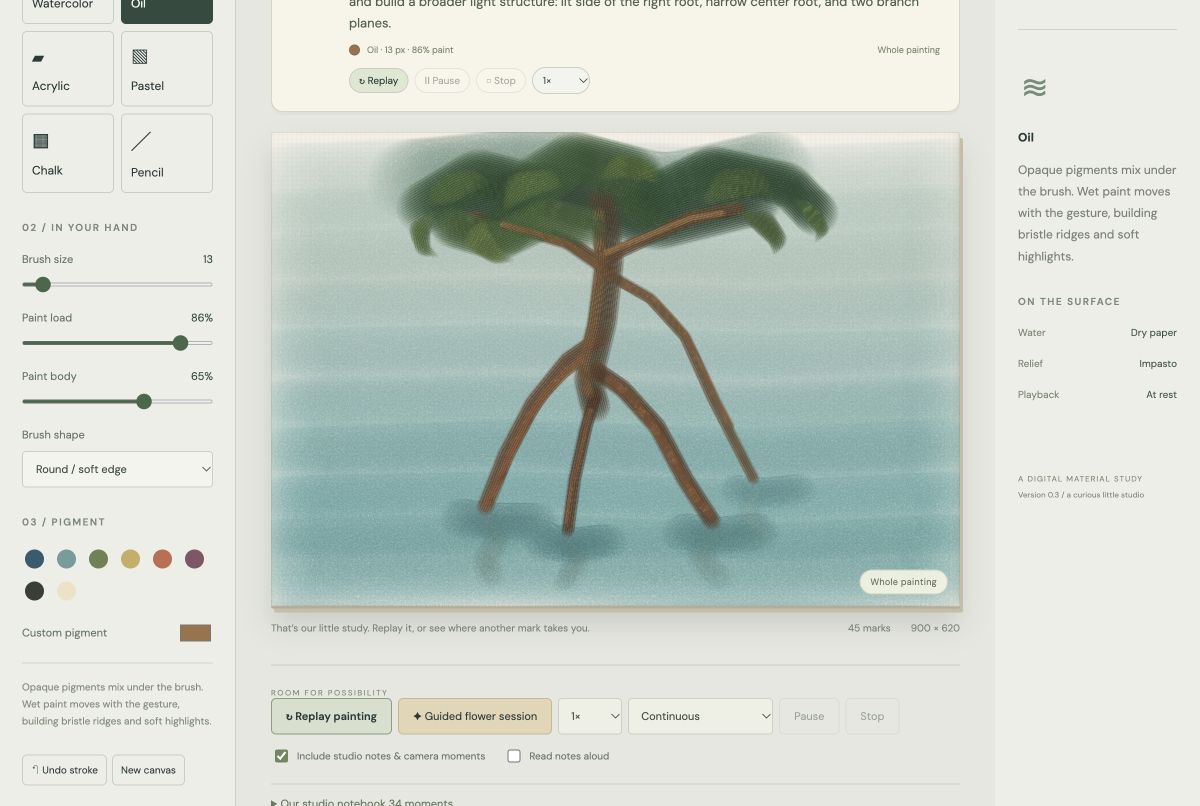 Watercolor
Oil
Acrylic
Pastel
Chalk
Pencil
02 / IN YOUR HAND
Brush size 13
Paint load 86%
Paint body 65%
Brush shape
Round / soft edge
03 / PIGMENT
Custom pigment
Opaque pigments mix under the brush.
Wet paint moves with the gesture,
building bristle ridges and soft highlights.
Undo stroke New canvas
and build a broader light structure: lit side of the right root, narrow center root, and two branch
planes.
Oil · 13 px · 86% paint Whole painting
↻ Replay II Pause □ Stop 1×
Whole painting
That's our little study. Replay it, or see where another mark takes you. 45 marks 900 × 620
ROOM FOR POSSIBILITY
↻ Replay painting ✦ Guided flower session 1× Continuous Pause Stop
Include studio notes & camera moments Read notes aloud
Our studio notebook 34 moments
Oil
Opaque pigments mix under
the brush. Wet paint moves
with the gesture, building
bristle ridges and soft
highlights.
ON THE SURFACE
Water Dry paper
Relief Impasto
Playback At rest
A DIGITAL MATERIAL STUDY
Version 0.3 / a curious little studio